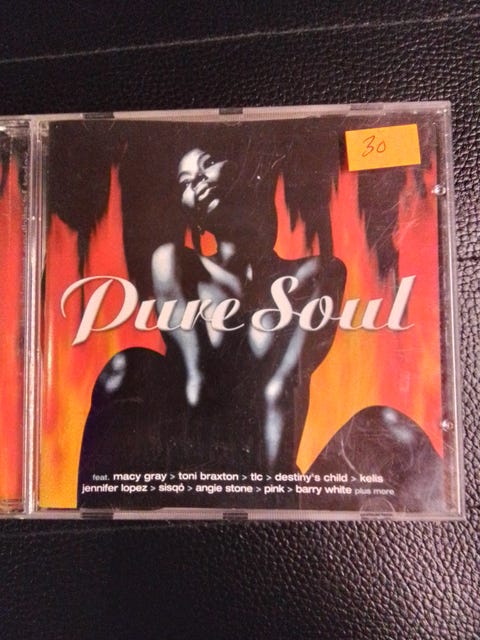 30
Pure Soul
feat. macy gray > toni braxton > tlc > destiny's child > kelis
jennifer lopez > sisqó > angie stone > pink > barry white plus more